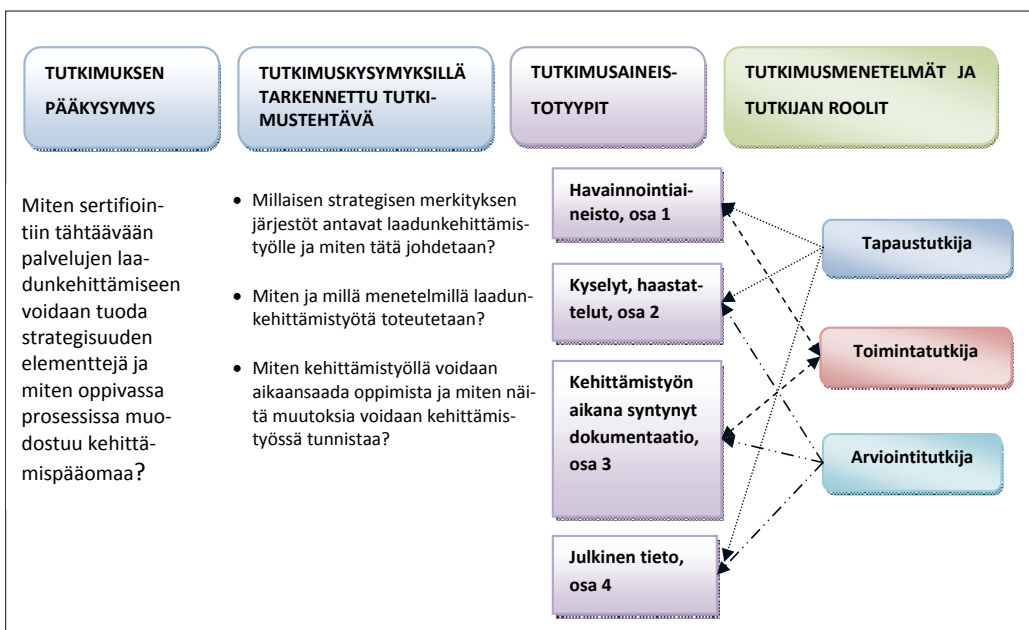 TUTKIMUKSEN
PÄÄKYSYMYS
TUTKIMUSKYSYMYKSILLÄ
TARKENNETTU TUTKI-
MUSTEHTÄVÄ
TUTKIMUSAINEIS-
TOTYYPIT
TUTKIMUSMENETELMÄT JA
TUTKIJAN ROOLIT
Miten sertifioin-
tiin tähtäävään
palvelujen laa-
dunkehittämiseen
voidaan tuoda
strategisuuden
elementtejä ja
miten oppivassa
prosessissa muo-
dostuu kehittä-
mispääomaa?
• Millaisen strategisen merkityksen
järjestöt antavat laadunkehittämis-
työlle ja miten tätä johdetaan?
• Miten ja millä menetelmillä laadun-
kehittämistyötä toteutetaan?
• Miten kehittämistyöllä voidaan
aikaansaada oppimista ja miten näi-
tä muutoksia voidaan kehittämis-
työssä tunnistaa?
Havainnointiai-
neisto, osa 1
Kyselyt, haastat-
telut, osa 2
Kehittämistyön
aikana syntynyt
dokumentaatio,
osa 3
Julkinen tieto,
osa 4
Tapaustutkija
Toimintatutkija
Arviointitutkija